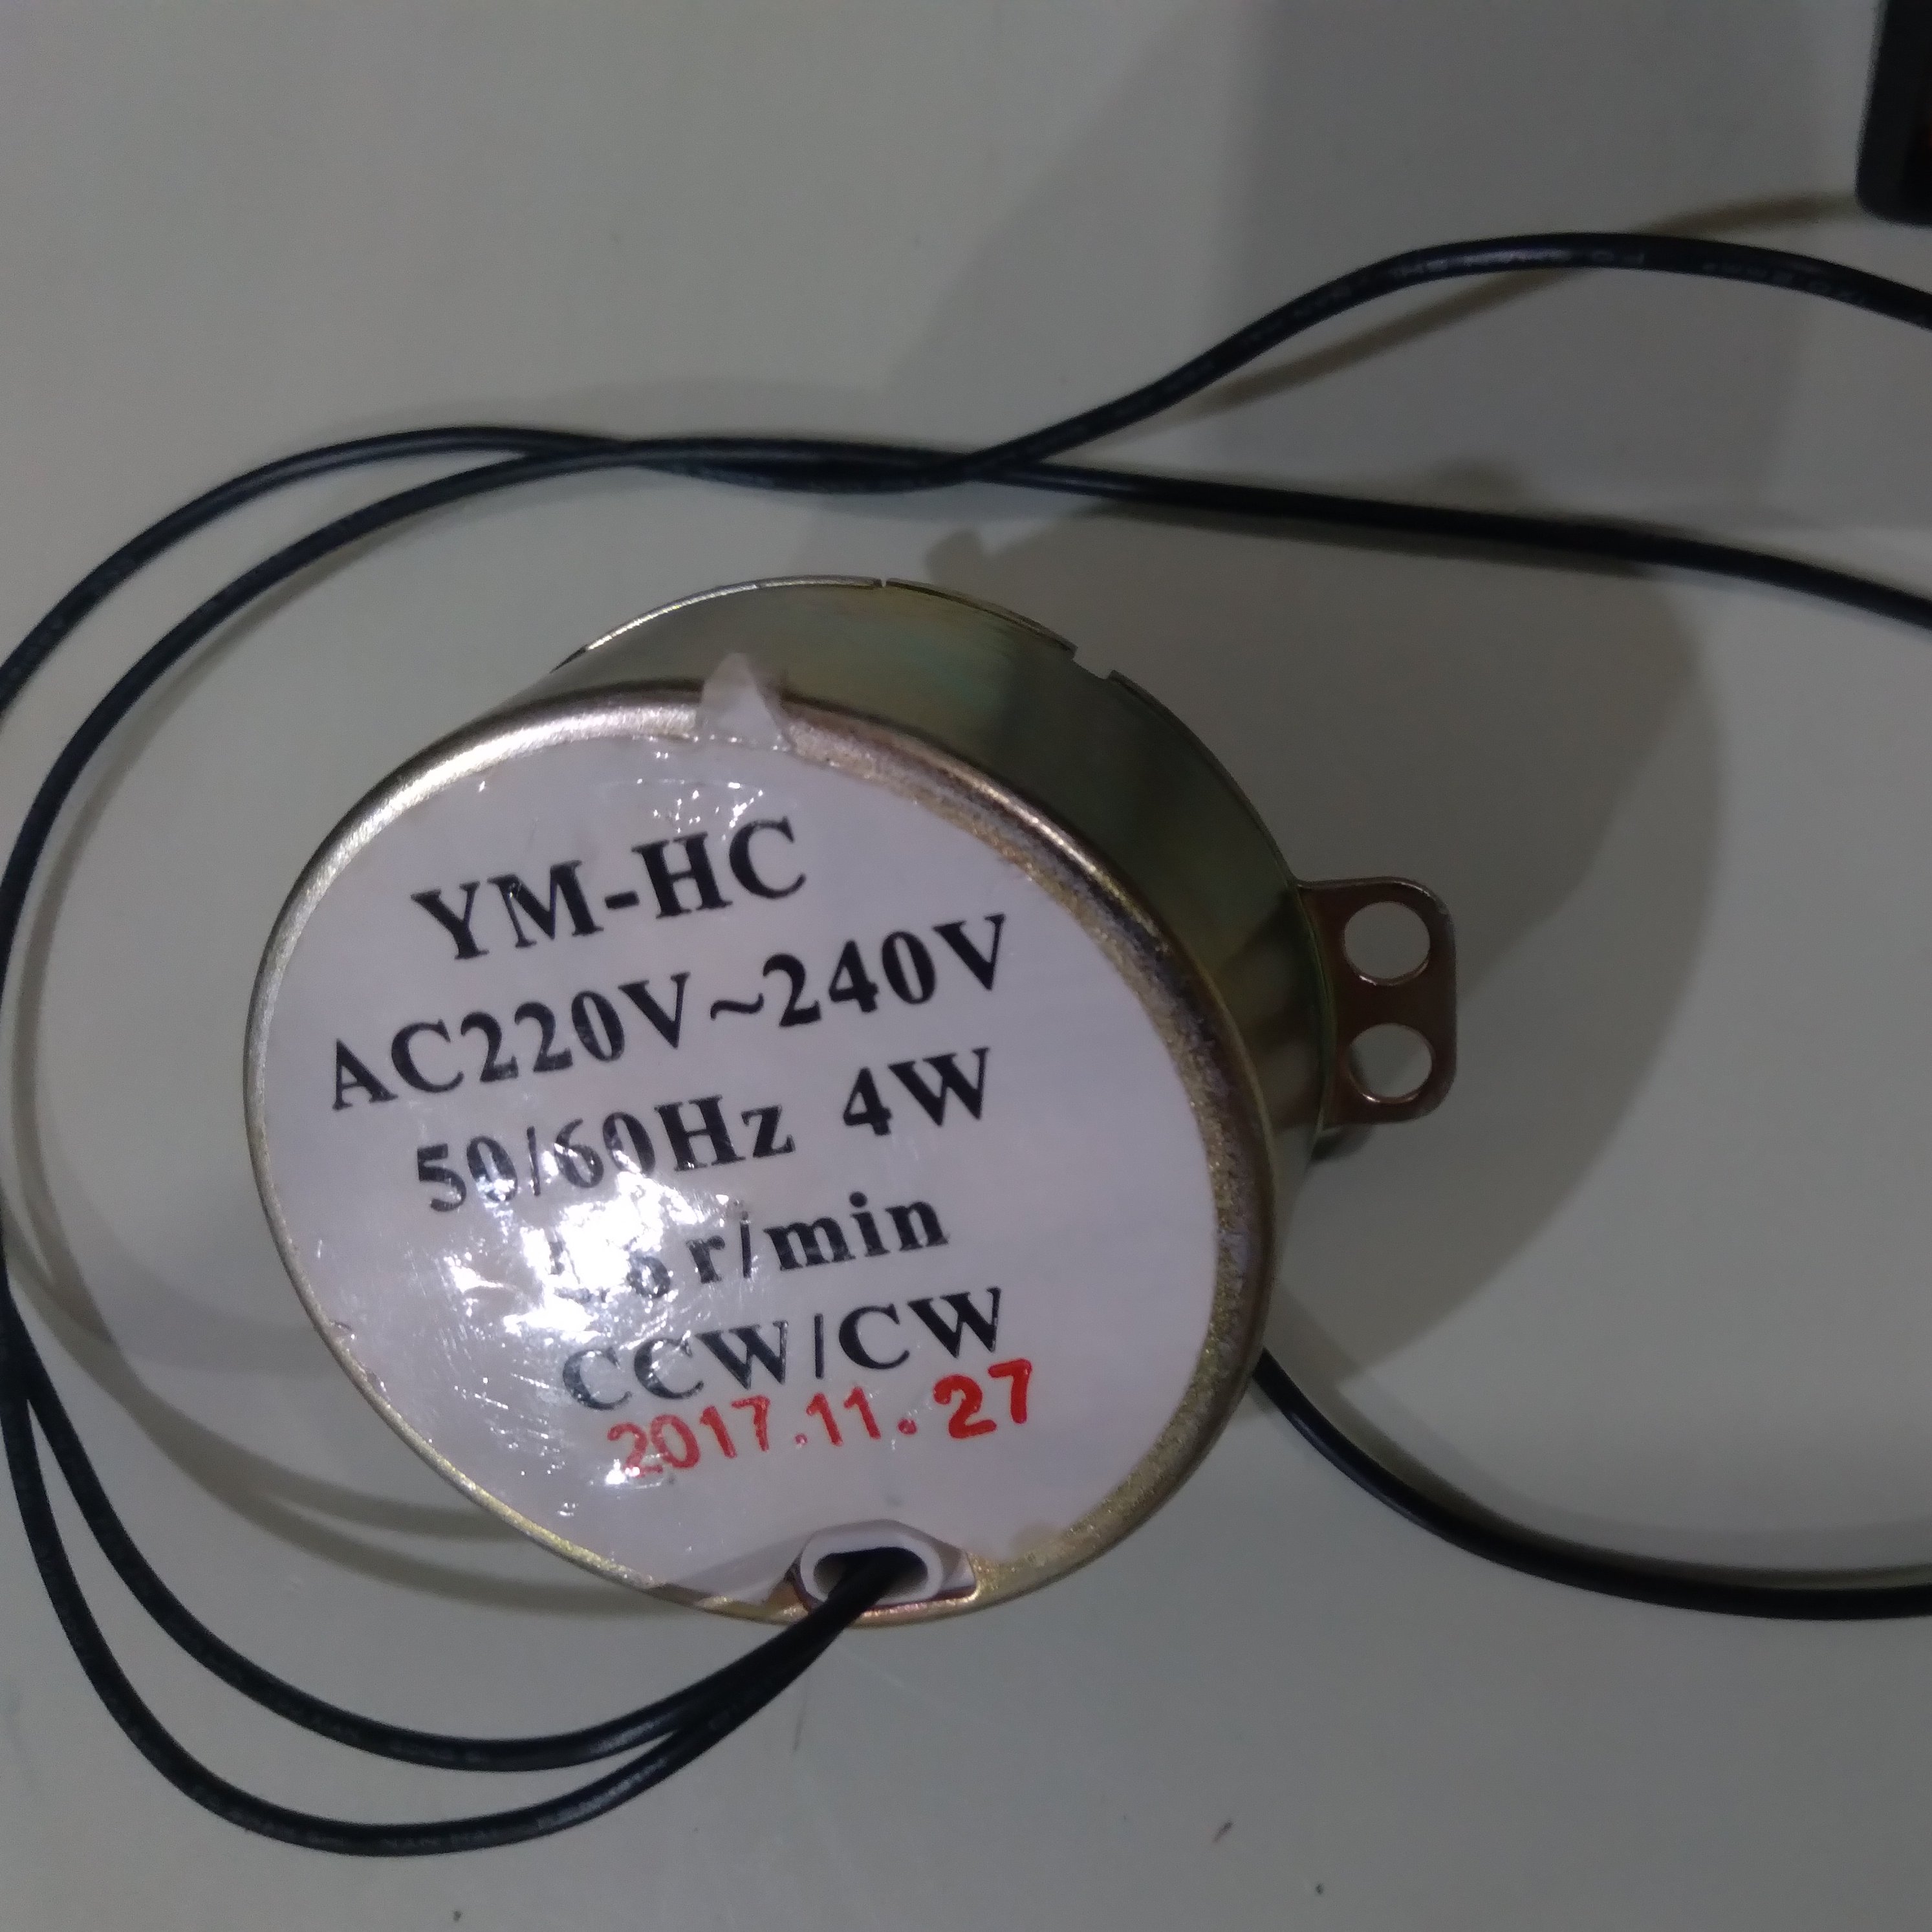 YM-HC
AC220V~240V
50/60Hz 4W
r/min
CCW/CW
2017.11.27